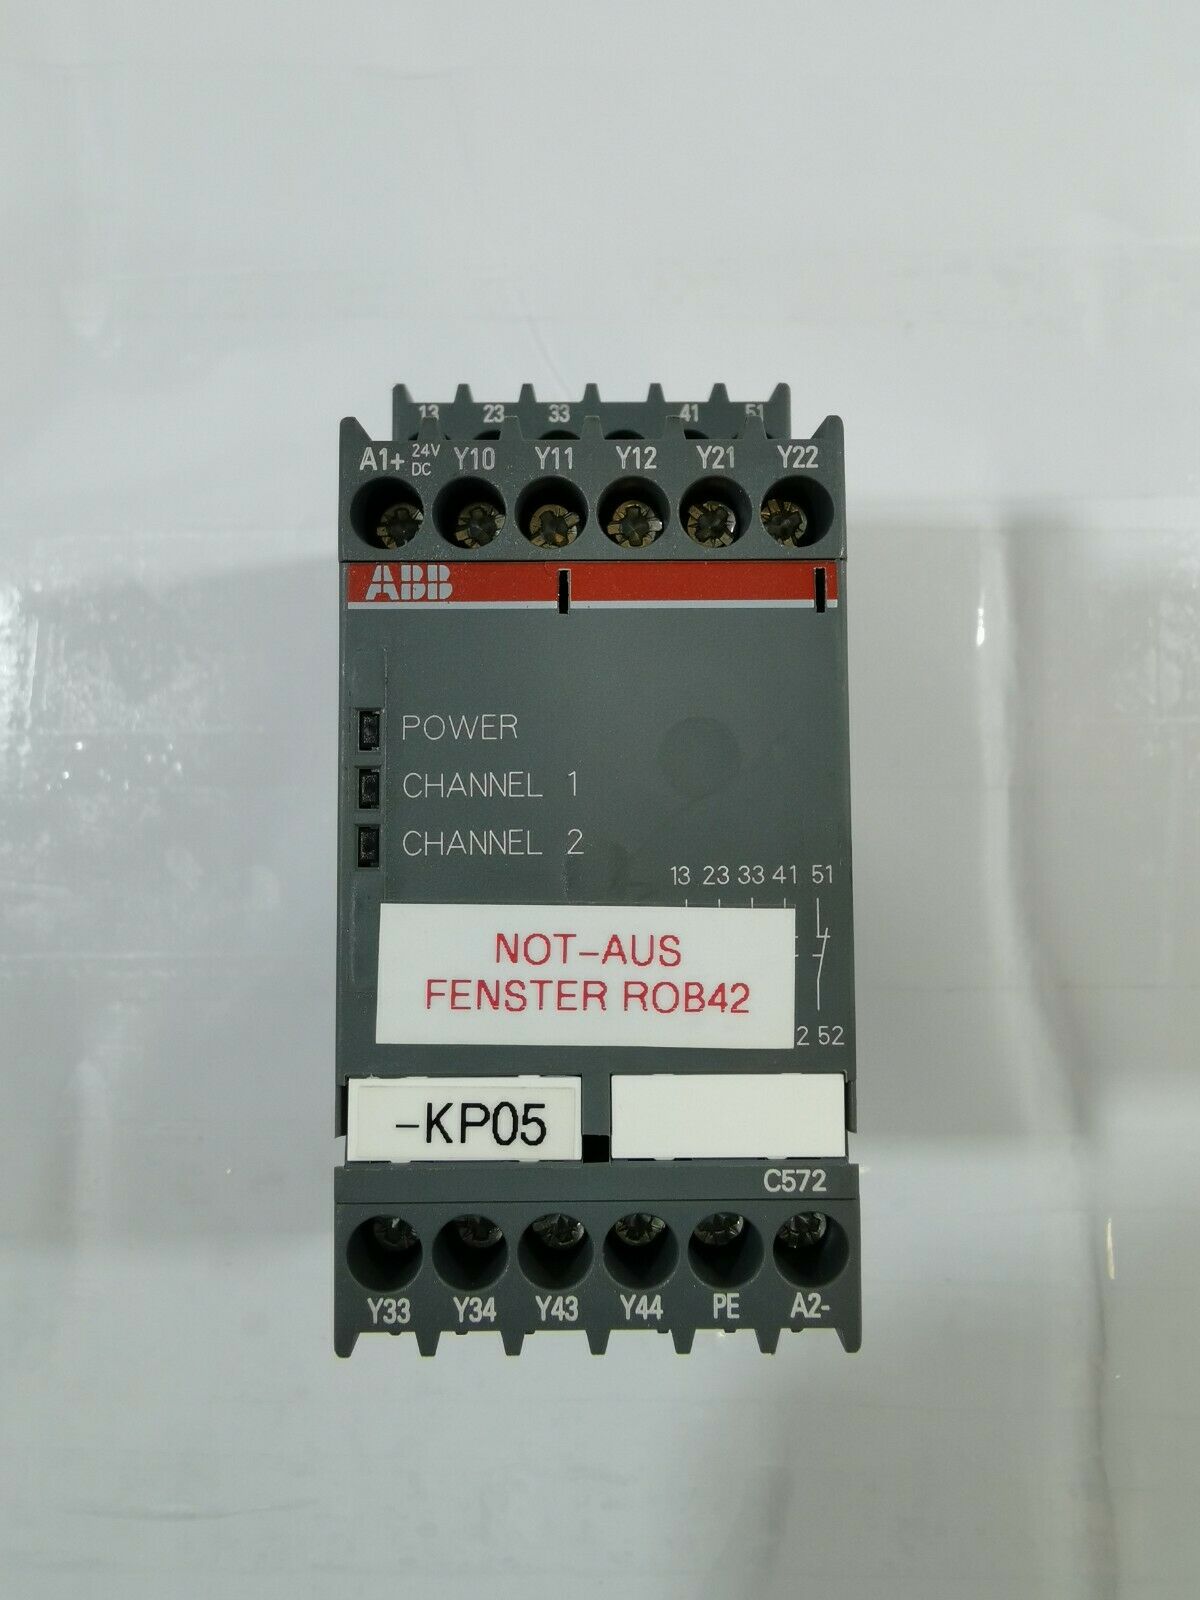 13 23 33 41 51
A1+ 24V DC Y10 Y11 Y12 Y21 Y22
ABB
POWER
CHANNEL 1
CHANNEL 2
13 23 33 41 51
NOT-AUS
FENSTER ROB42
2 52
-KP05
C572
Y33 Y34 Y43 Y44 PE A2-